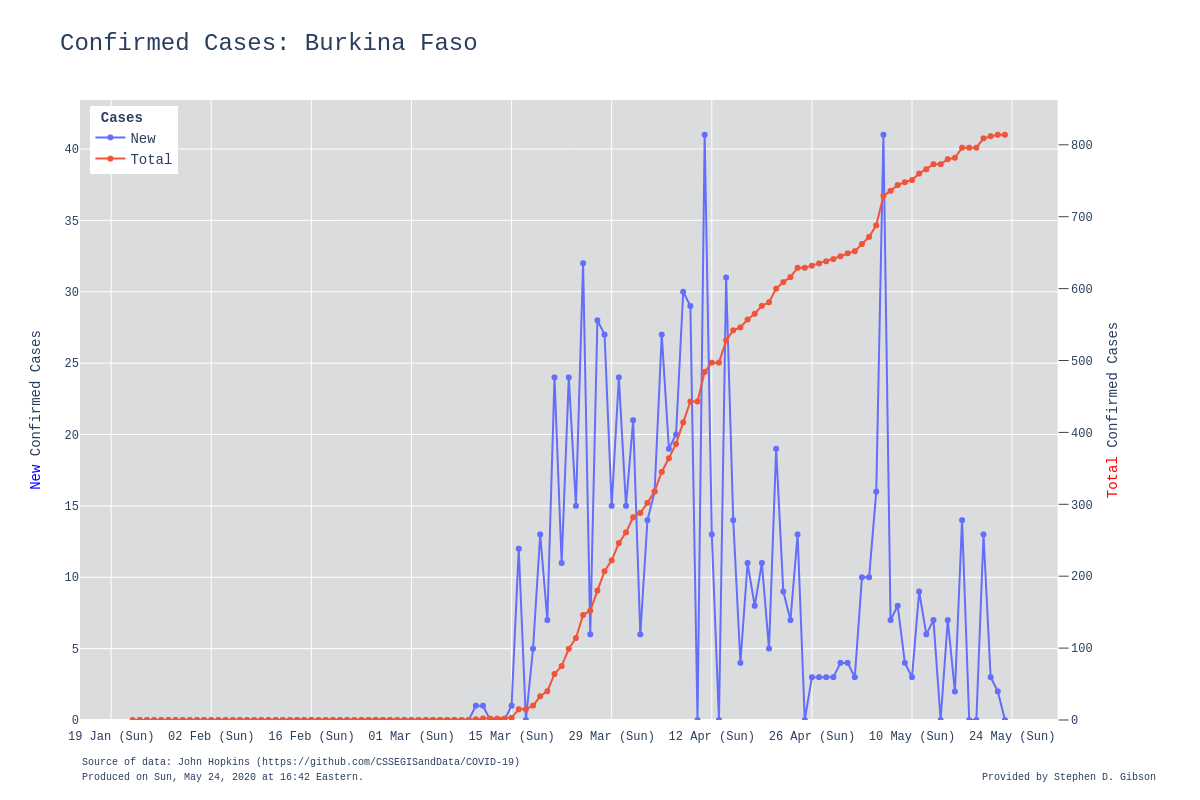 Confirmed Cases: Burkina Faso
Cases
New
Total
40
35
30
25
20
15
10
5
0
800
700
600
500
400
300
200
100
0
New Confirmed Cases
Total Confirmed Cases
19 Jan (Sun) 02 Feb (Sun) 16 Feb (Sun) 01 Mar (Sun) 15 Mar (Sun) 29 Mar (Sun) 12 Apr (Sun) 26 Apr (Sun) 10 May (Sun) 24 May (Sun)
Source of data: John Hopkins (https://github.com/CSSEGISandData/COVID-19)
Produced on Sun, May 24, 2020 at 16:42 Eastern.
Provided by Stephen D. Gibson